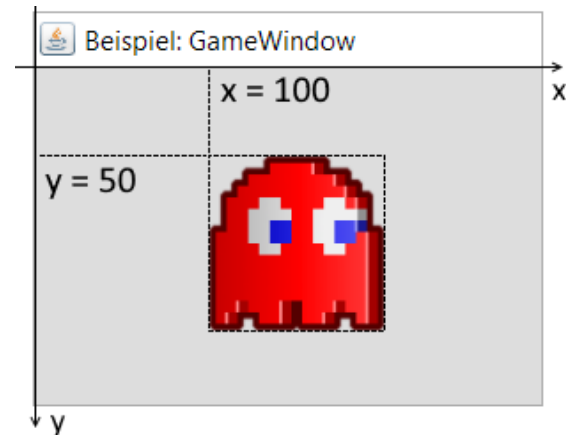 Beispiel: GameWindow
x = 100
x
y = 50
y